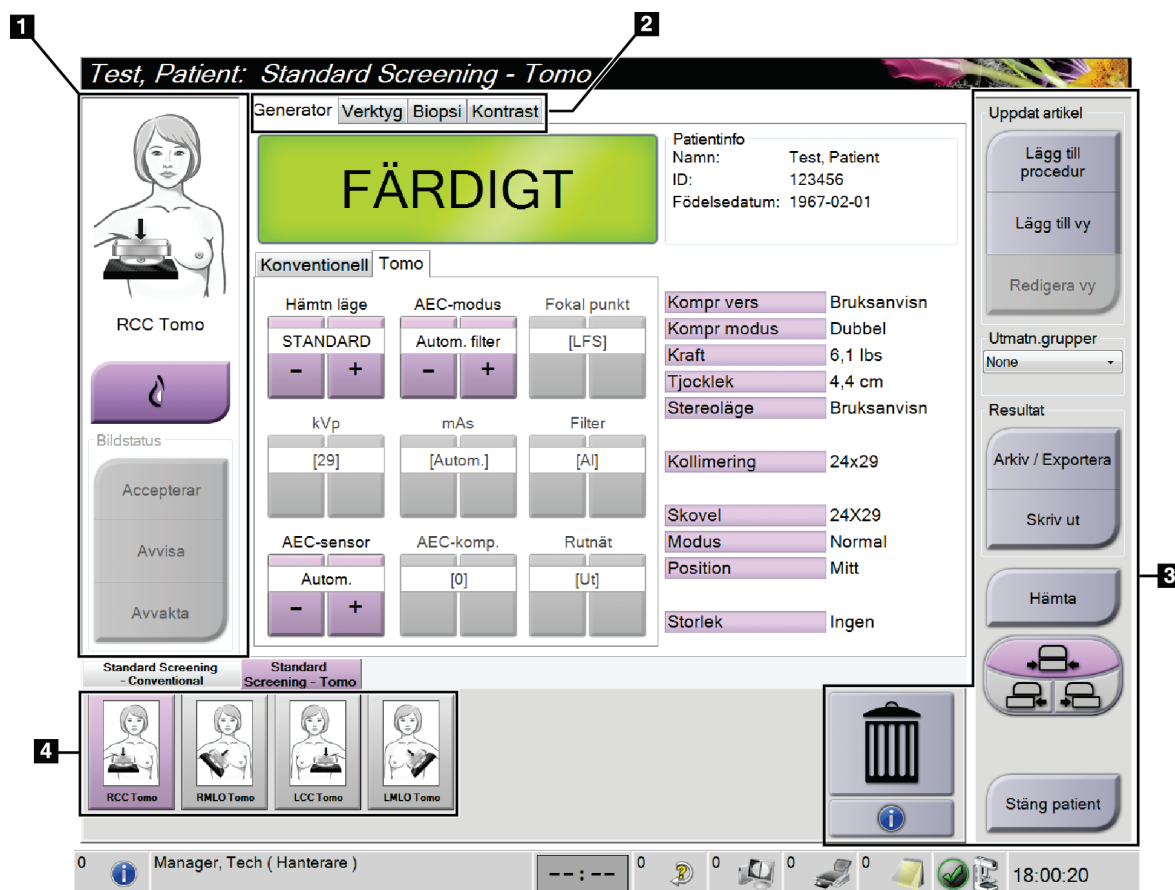 1
2
Test, Patient: Standard Screening - Tomo
Generator Verktyg Biopsi Kontrast
FÄRDIGT
Patientinfo
Namn: Test, Patient
ID: 123456
Födelsedatum: 1967-02-01
RCC Tomo
Bildstatus
Accepterar
Avvisa
Avvakta
Konventionell Tomo
Hämtn läge AEC-modus Fokal punkt
STANDARD Autom. filter [LFS]
- + - +
kVp mAs Filter
[29] [Autom.] [Al]
AEC-sensor AEC-komp. Rutnät
Autom. [0] [Ut]
- +
Kompr vers Bruksanvisn
Kompr modus Dubbel
Kraft 6,1 lbs
Tjocklek 4,4 cm
Stereoläge Bruksanvisn
Kollimering 24x29
Skovel 24X29
Modus Normal
Position Mitt
Storlek Ingen
Uppdat artikel
Lägg till
procedur
Lägg till vy
Redigera vy
Utmatn.grupper
None
Resultat
Arkiv / Exportera
Skriv ut
3
Hämta
Stäng patient
Standard Screening
- Conventional
Standard
Screening - Tomo
4
RCC Tomo RMLO Tomo LCC Tomo LMLO Tomo
0 Manager, Tech ( Hanterare ) --:-- 0 0 0 0 18:00:20